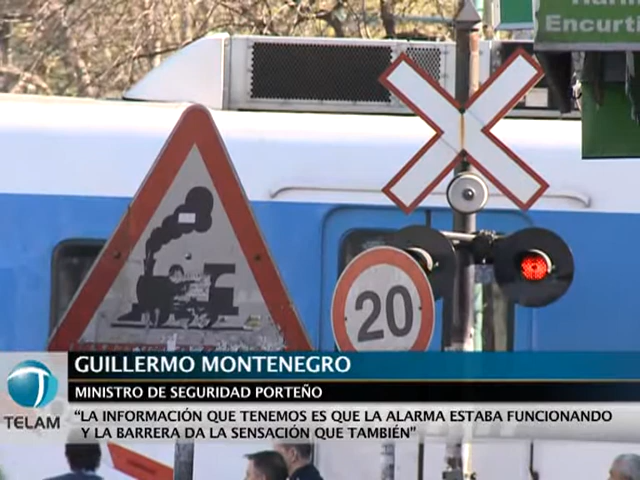 Encurti
20
GUILLERMO MONTENEGRO
MINISTRO DE SEGURIDAD PORTEÑO
TELAM
“LA INFORMACIÓN QUE TENEMOS ES QUE LA ALARMA ESTABA FUNCIONANDO
Y LA BARRERA DA LA SENSACIÓN QUE TAMBIÉN”